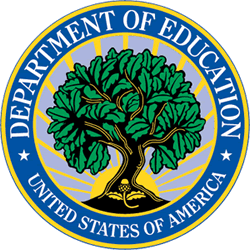 DEPARTMENT OF EDUCATION
★ UNITED STATES OF AMERICA ★